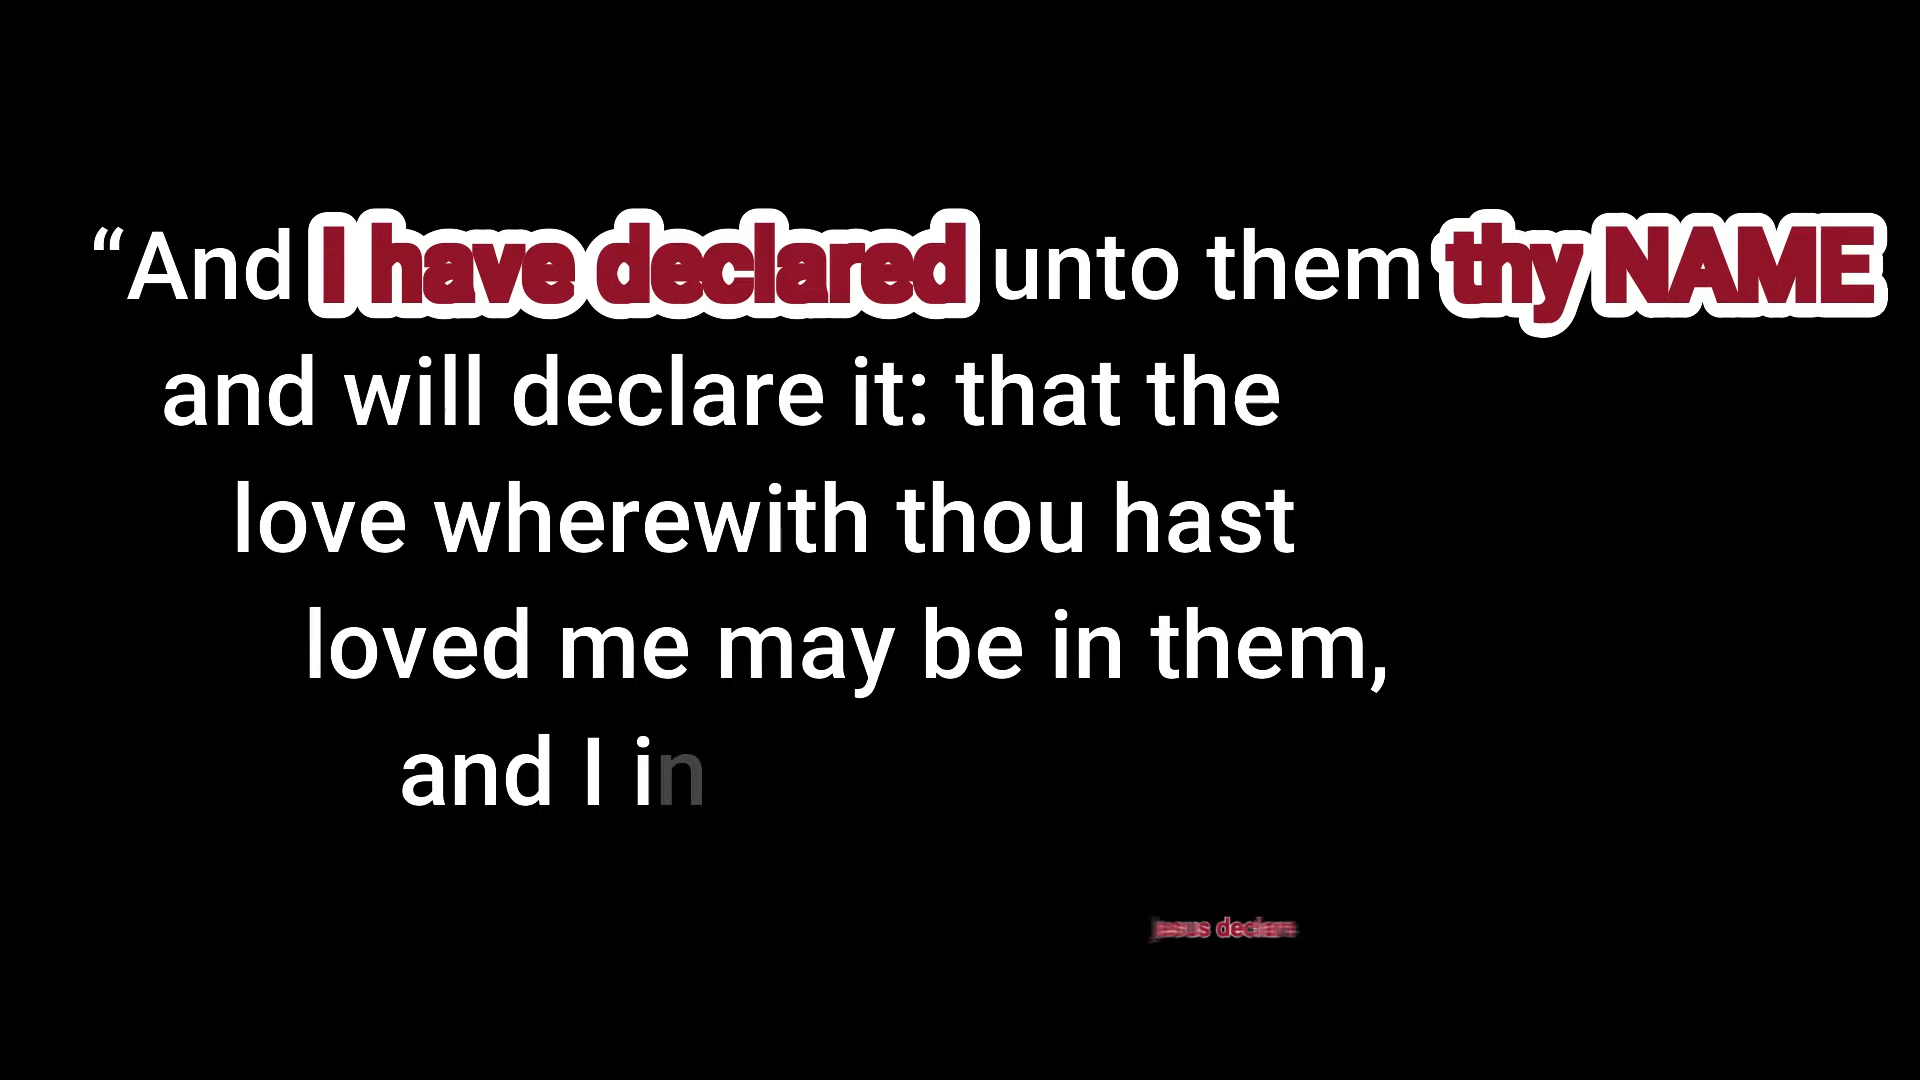 “And I have declared unto them thy NAME
and will declare it: that the
love wherewith thou hast
loved me may be in them,
and I in
jesus declare